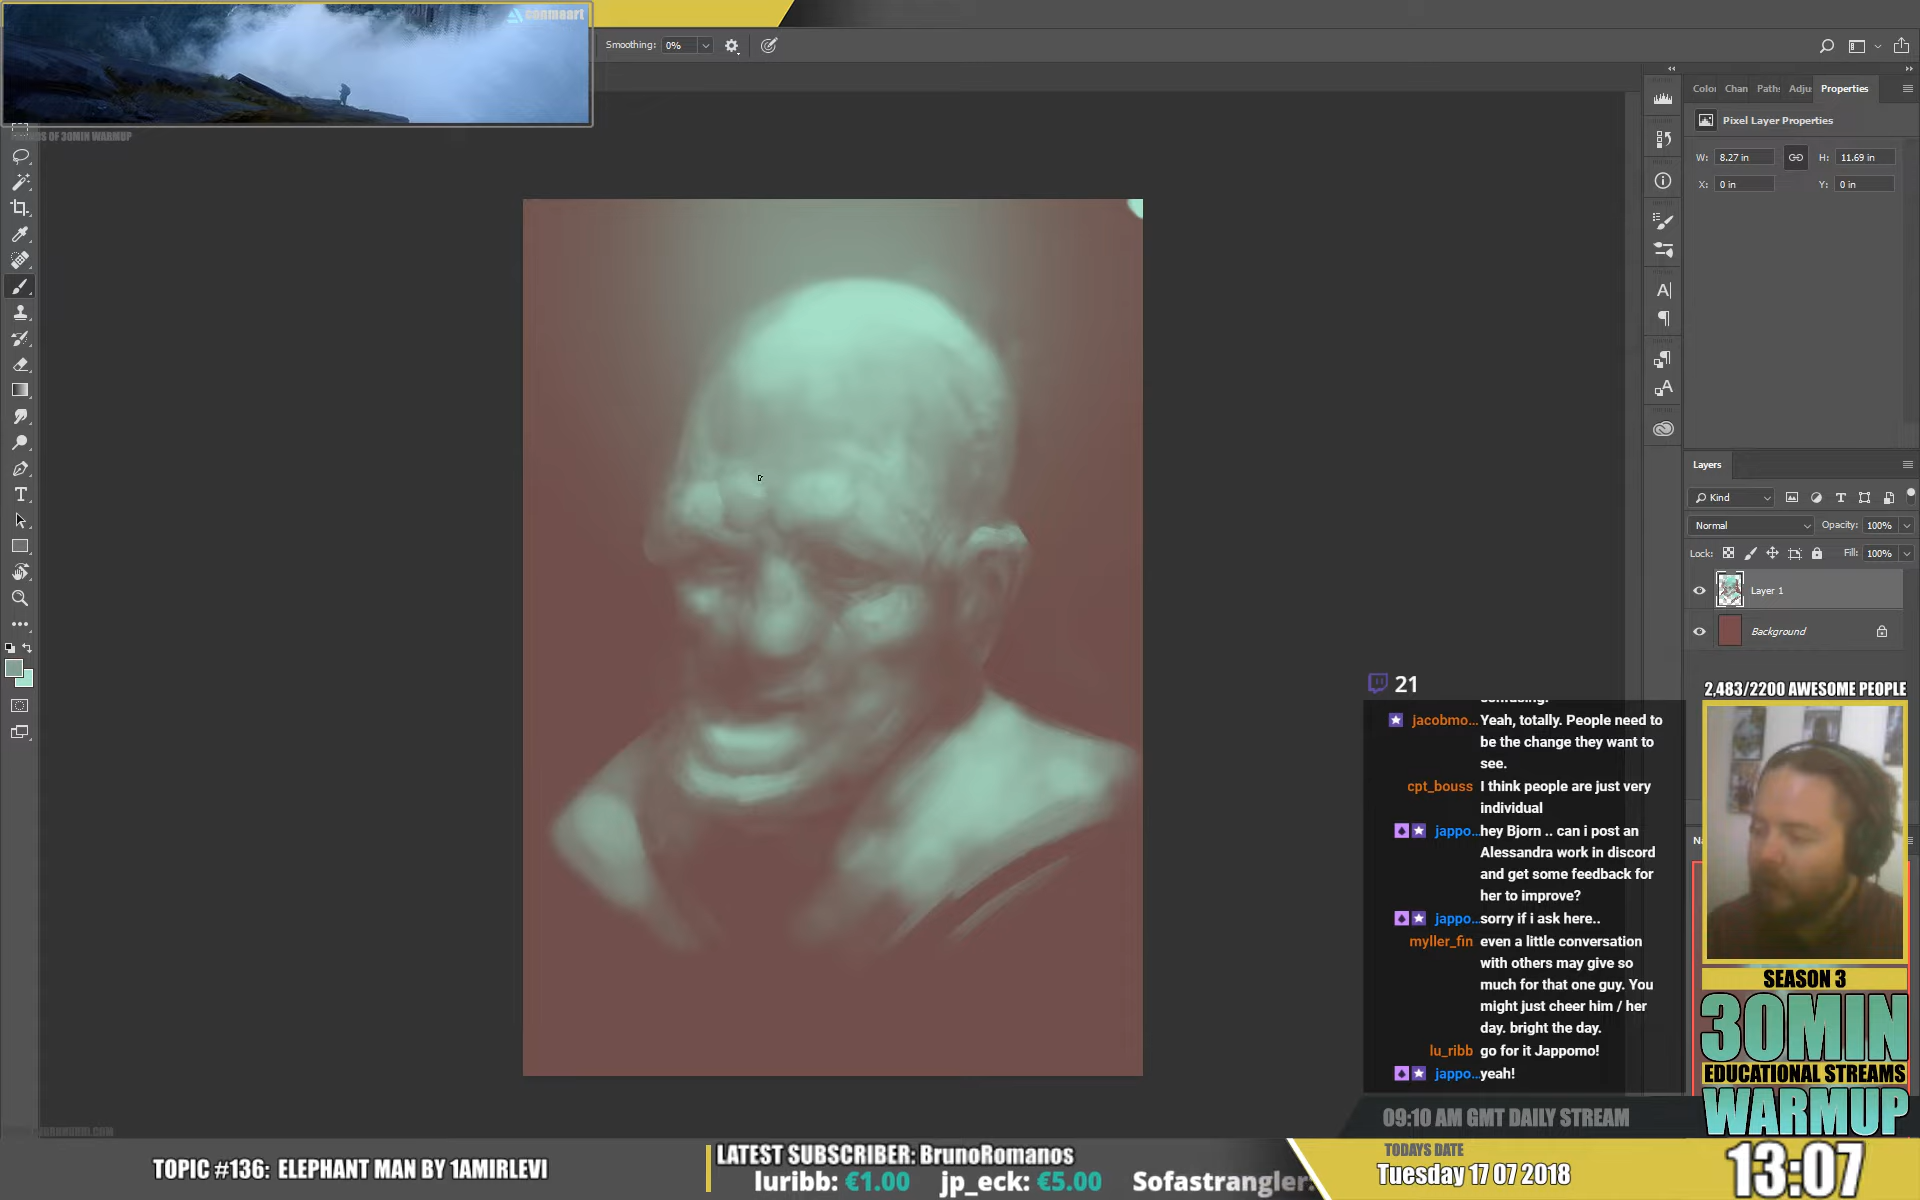 Smoothing: 0%
Colo Chan Paths Adju Properties
Pixel Layer Properties
W: 8.27 in H: 11.69 in
X: 0 in Y: 0 in
OF 30MIN WARMUP
Layers
Kind
Normal Opacity: 100%
Lock: Fill: 100%
Layer 1
Background
2,483/2200 AWESOME PEOPLE
21
jacobmo... Yeah, totally. People need to
be the change they want to
see.
cpt_bouss I think people are just very
individual
jappo... hey Bjorn .. can i post an
Alessandra work in discord
and get some feedback for
her to improve?
jappo... sorry if i ask here..
myller_fin even a little conversation
with others may give so
much for that one guy. You
might just cheer him / her
day. bright the day.
lu_ribb go for it Jappomo!
jappo... yeah!
SEASON 3
30MIN
EDUCATIONAL STREAMS
WARMUP
09:10 AM GMT DAILY STREAM
TOPIC #136: ELEPHANT MAN BY 1AMIRLEVI
LATEST SUBSCRIBER: BrunoRomanos
luribb: €1.00 jp_eck: €5.00 Sofastrangler:
TODAYS DATE
Tuesday 17 07 2018
13:07